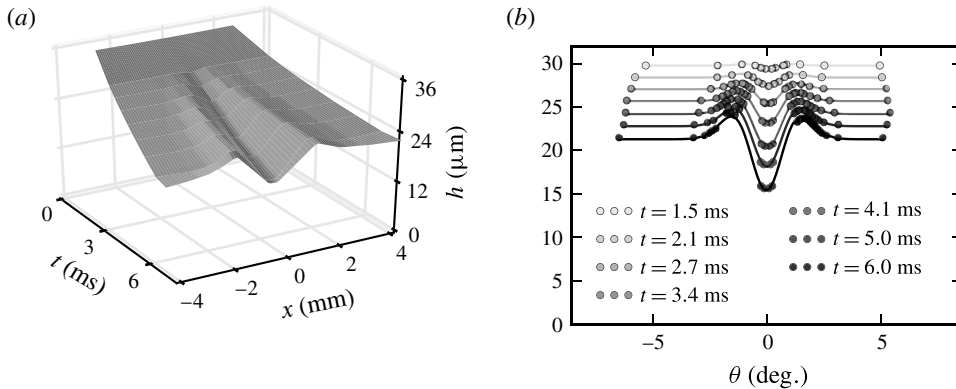 (a)
36
24
12
0
h (μm)
0
3
6
t (ms)
−4
−2
0
2
4
x (mm)
(b)
30
25
20
15
10
5
0
t = 1.5 ms
t = 2.1 ms
t = 2.7 ms
t = 3.4 ms
t = 4.1 ms
t = 5.0 ms
t = 6.0 ms
−5
0
5
θ (deg.)